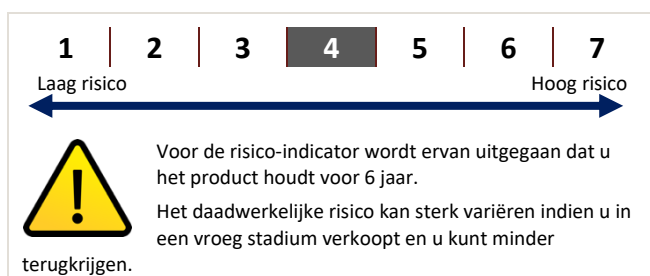 1 2 3 4 5 6 7
Laag risico Hoog risico
Voor de risico-indicator wordt ervan uitgegaan dat u
het product houdt voor 6 jaar.
Het daadwerkelijke risico kan sterk variëren indien u in
een vroeg stadium verkoopt en u kunt minder
terugkrijgen.